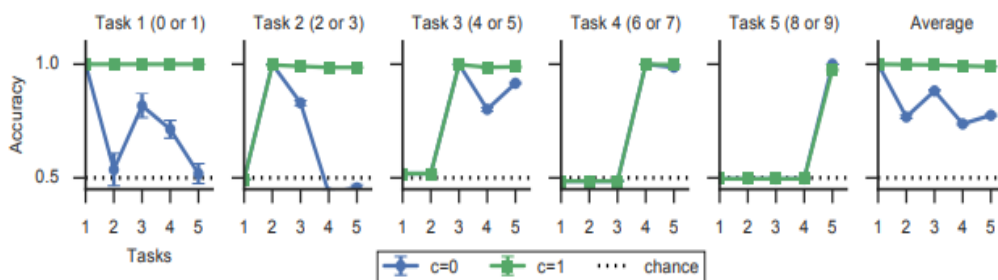 Task 1 (0 or 1) Task 2 (2 or 3) Task 3 (4 or 5) Task 4 (6 or 7) Task 5 (8 or 9) Average
1.0
Accuracy
0.5
1 2 3 4 5 1 2 3 4 5 1 2 3 4 5 1 2 3 4 5 1 2 3 4 5 1 2 3 4 5
Tasks
c=0 c=1 chance